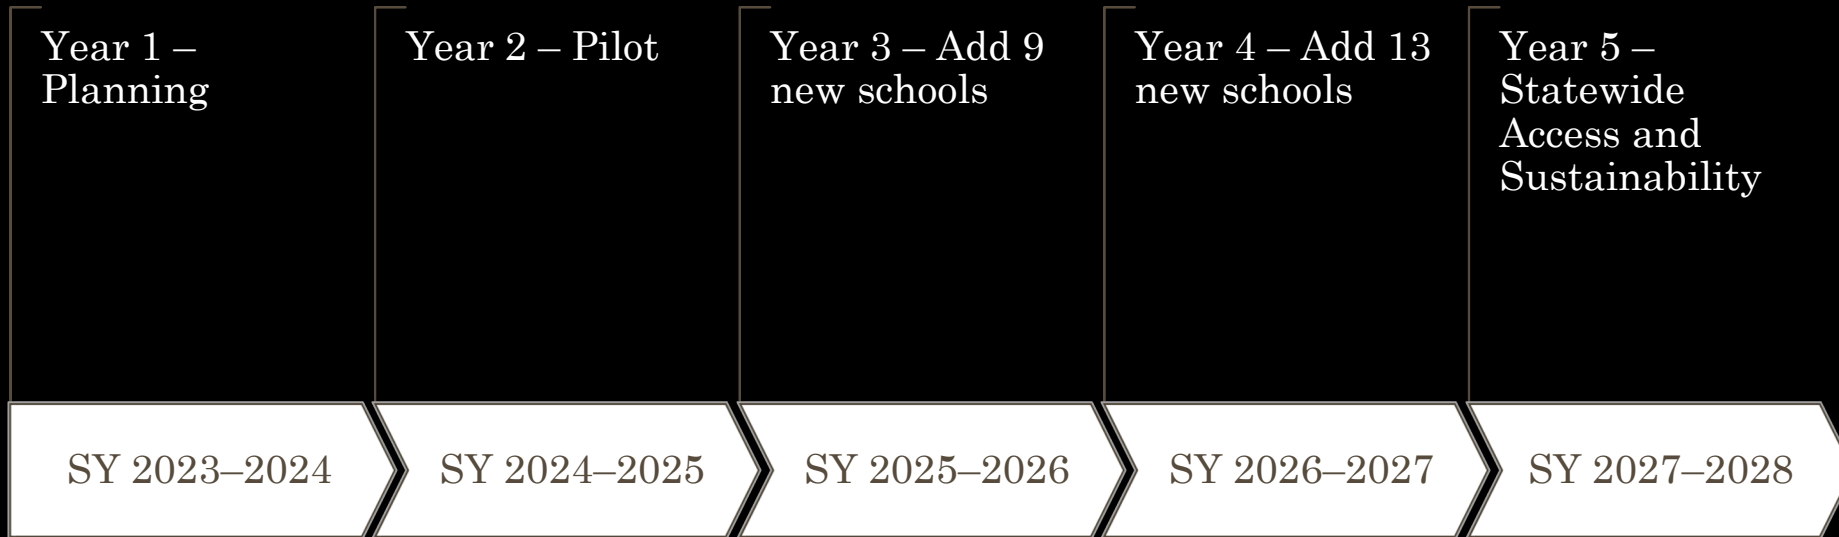 Year 1 –
Planning
Year 2 – Pilot
Year 3 – Add 9
new schools
Year 4 – Add 13
new schools
Year 5 –
Statewide
Access and
Sustainability
SY 2023–2024
SY 2024–2025
SY 2025–2026
SY 2026–2027
SY 2027–2028